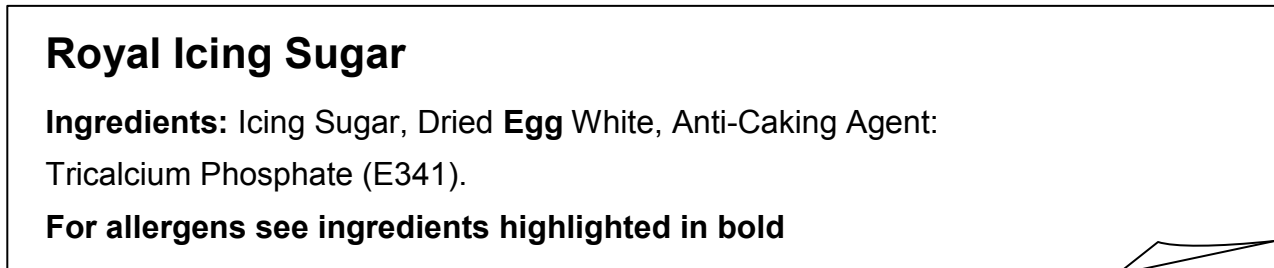 Royal Icing Sugar
Ingredients: Icing Sugar, Dried Egg White, Anti-Caking Agent:
Tricalcium Phosphate (E341).
For allergens see ingredients highlighted in bold